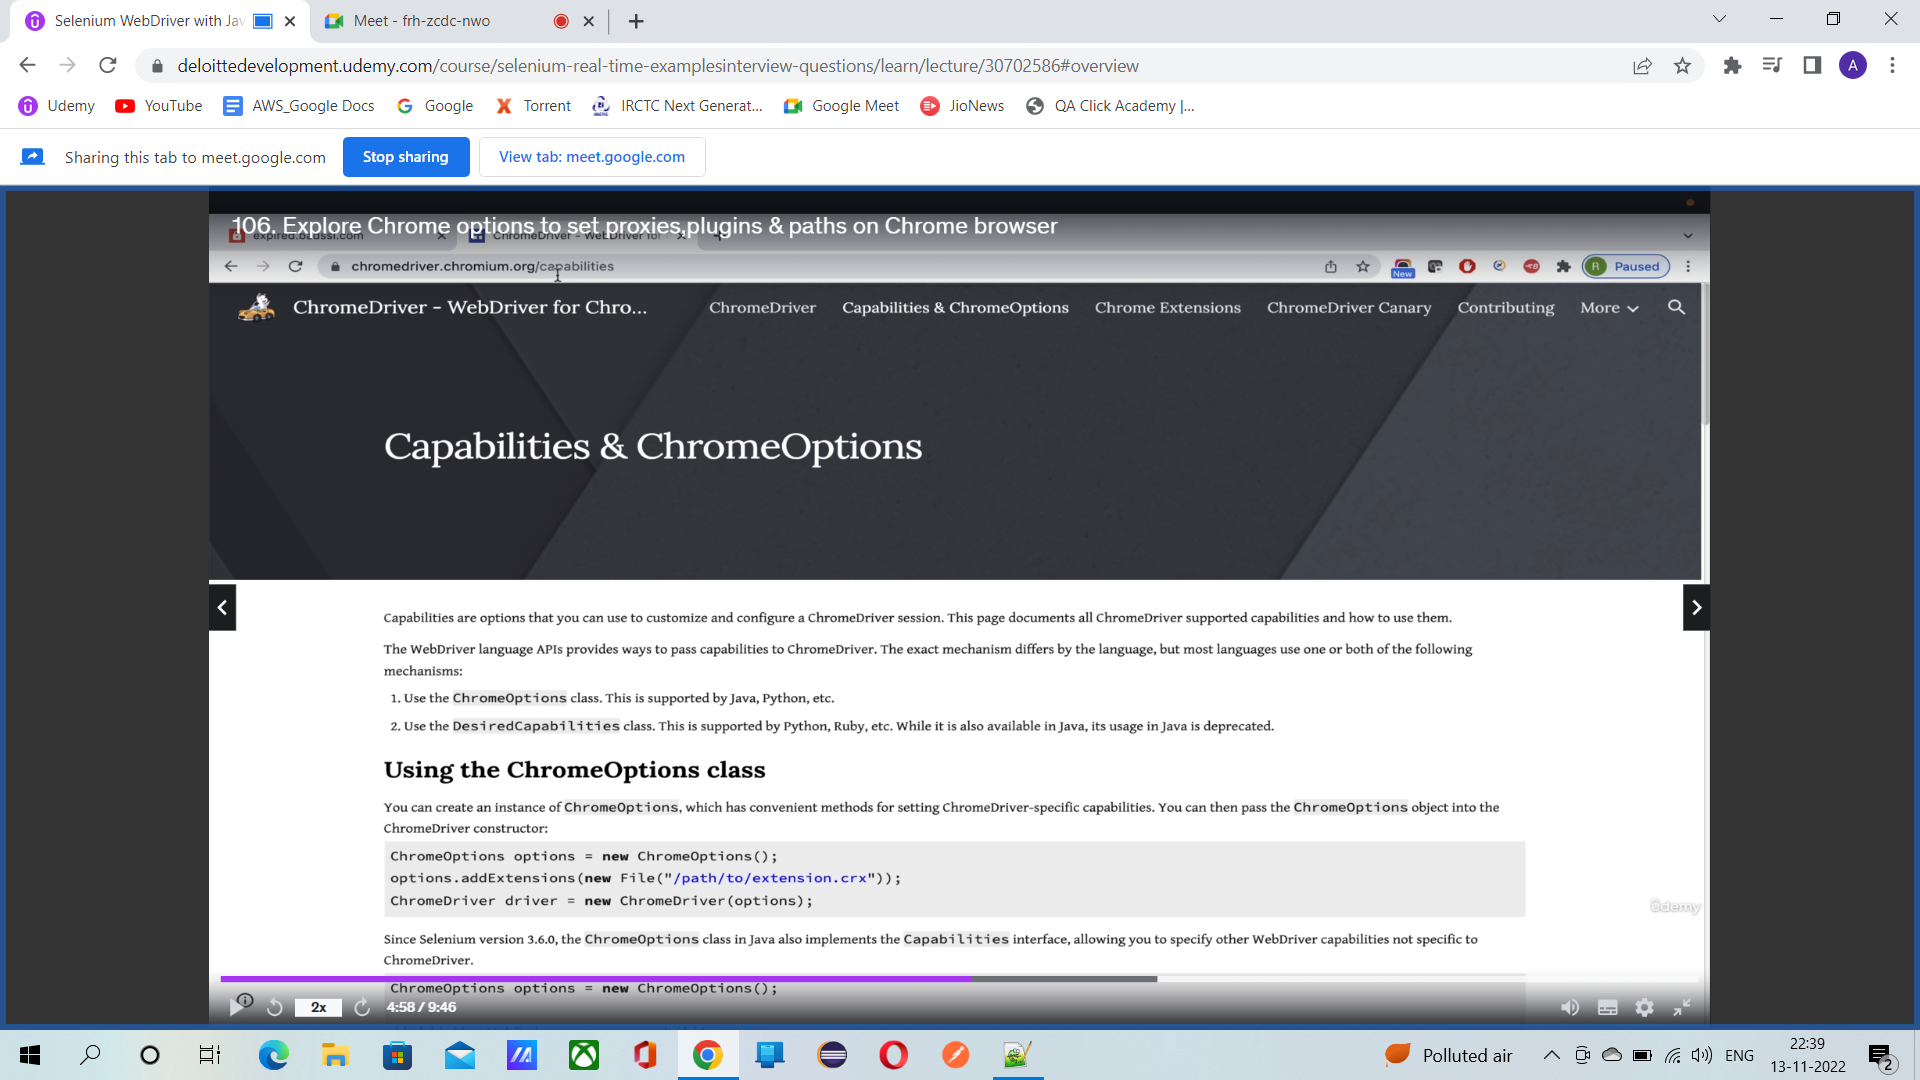 Selenium WebDriver with Jav
Meet - frh-zcdc-nwo
deloittedevelopment.udemy.com/course/selenium-real-time-examplesinterview-questions/learn/lecture/30702586#overview
A
Udemy
YouTube
AWS_Google Docs
Google
Torrent
IRCTC Next Generat...
Google Meet
JioNews
QA Click Academy |...
Sharing this tab to meet.google.com
Stop sharing
View tab: meet.google.com
106. Explore Chrome options to set proxies,plugins & paths on Chrome browser
expired.badssl.com
ChromeDriver - WebDriver for
chromedriver.chromium.org/capabilities
New
R Paused
ChromeDriver - WebDriver for Chro...
ChromeDriver
Capabilities & ChromeOptions
Chrome Extensions
ChromeDriver Canary
Contributing
More
Capabilities & ChromeOptions
Capabilities are options that you can use to customize and configure a ChromeDriver session. This page documents all ChromeDriver supported capabilities and how to use them.
The WebDriver language APIs provides ways to pass capabilities to ChromeDriver. The exact mechanism differs by the language, but most languages use one or both of the following
mechanisms:
1. Use the ChromeOptions class. This is supported by Java, Python, etc.
2. Use the DesiredCapabilities class. This is supported by Python, Ruby, etc. While it is also available in Java, its usage in Java is deprecated.
Using the ChromeOptions class
You can create an instance of ChromeOptions, which has convenient methods for setting ChromeDriver-specific capabilities. You can then pass the ChromeOptions object into the
ChromeDriver constructor:
ChromeOptions options = new ChromeOptions();
options.addExtensions(new File("/path/to/extension.crx"));
ChromeDriver driver = new ChromeDriver(options);
udemy
Since Selenium version 3.6.0, the ChromeOptions class in Java also implements the Capabilities interface, allowing you to specify other WebDriver capabilities not specific to
ChromeDriver.
ChromeOptions options = new ChromeOptions();
2x
4:58 / 9:46
Polluted air
ENG
22:39
13-11-2022
2